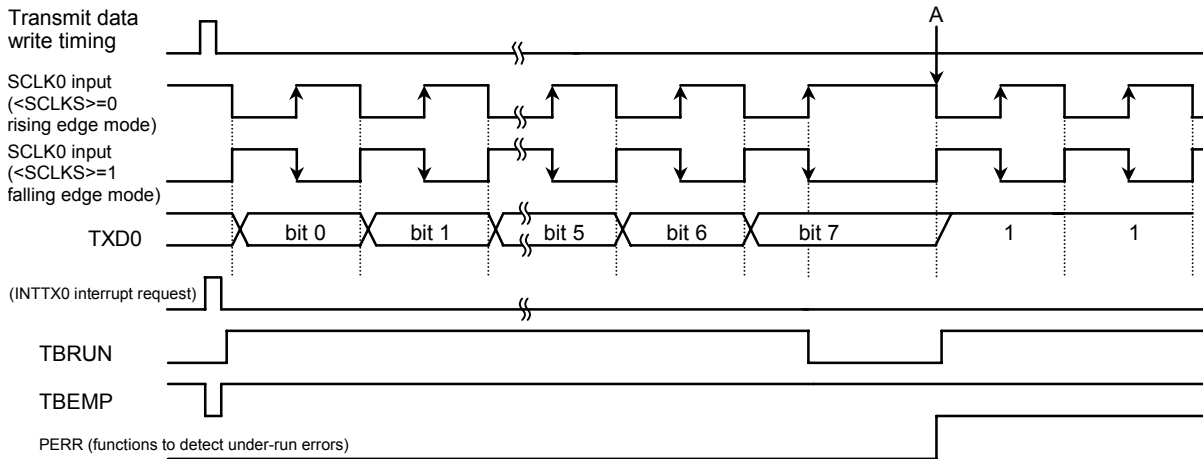 Transmit data
write timing
A
SCLK0 input
(<SCLKS>=0
rising edge mode)
SCLK0 input
(<SCLKS>=1
falling edge mode)
TXD0
bit 0
bit 1
bit 5
bit 6
bit 7
1
1
(INTTX0 interrupt request)
TBRUN
TBEMP
PERR (functions to detect under-run errors)